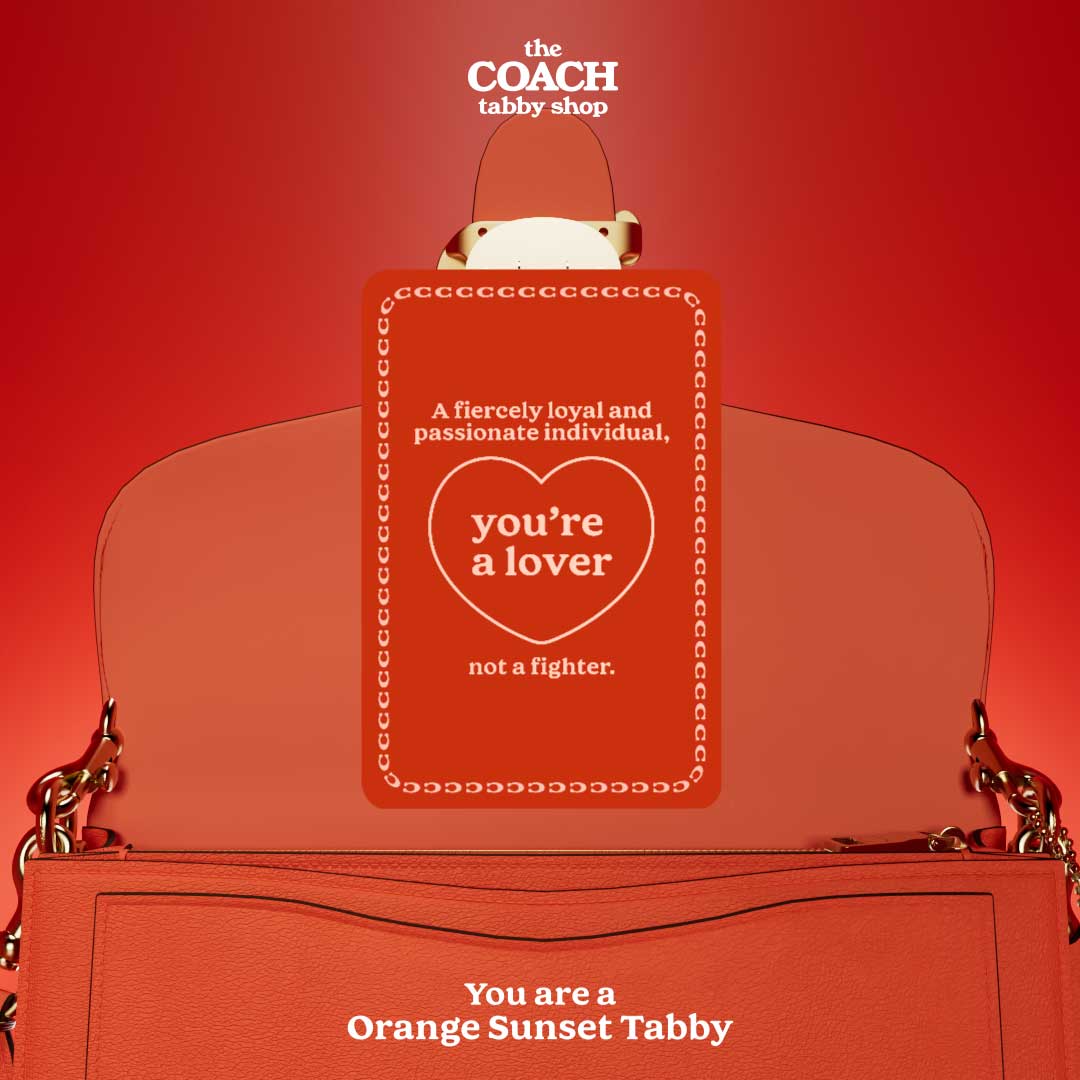 the
COACH
tabby shop
A fiercely loyal and
passionate individual,
you're
a lover
not a fighter.
You are a
Orange Sunset Tabby